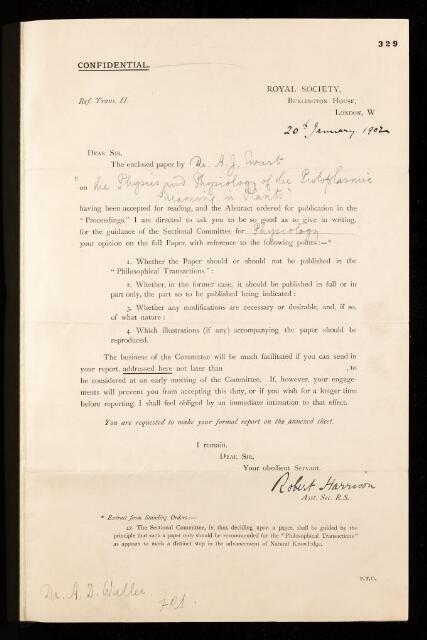 329
CONFIDENTIAL.
Ref. Trans. II.
ROYAL SOCIETY,
BURLINGTON HOUSE,
LONDON, W
20th January 1902
DEAR SIR,
The enclosed paper by Dr. A. J. Ewart
"on the Physics and Physiology of the Protoplasmic
Streaming in Plants"
having been accepted for reading, and the Abstract ordered for publication in the
"Proceedings," I am directed to ask you to be so good as to give in writing,
for the guidance of the Sectional Committee for Physiology
your opinion on the full Paper, with reference to the following points:—*
1. Whether the Paper should or should not be published in the
"Philosophical Transactions":
2. Whether, in the former case, it should be published in full or in
part only, the part so to be published being indicated:
3. Whether any modifications are necessary or desirable, and, if so,
of what nature:
4. Which illustrations (if any) accompanying the paper should be
reproduced.
The business of the Committee will be much facilitated if you can send in
your report, addressed here not later than , to
be considered at an early meeting of the Committee. If, however, your engage-
ments will prevent you from accepting this duty, or if you wish for a longer time
before reporting, I shall feel obliged by an immediate intimation to that effect.
You are requested to make your formal report on the annexed sheet.
I remain,
DEAR SIR,
Your obedient Servant,
Robert Harrison
Asst. Sec. R.S.
* Extract from Standing Orders:—
42. The Sectional Committee, in thus deciding upon a paper, shall be guided by the
principle that such a paper only should be recommended for the "Philosophical Transactions"
as appears to mark a distinct step in the advancement of Natural Knowledge.
P.T.O.
Dr. A. D. Waller.
FRS.